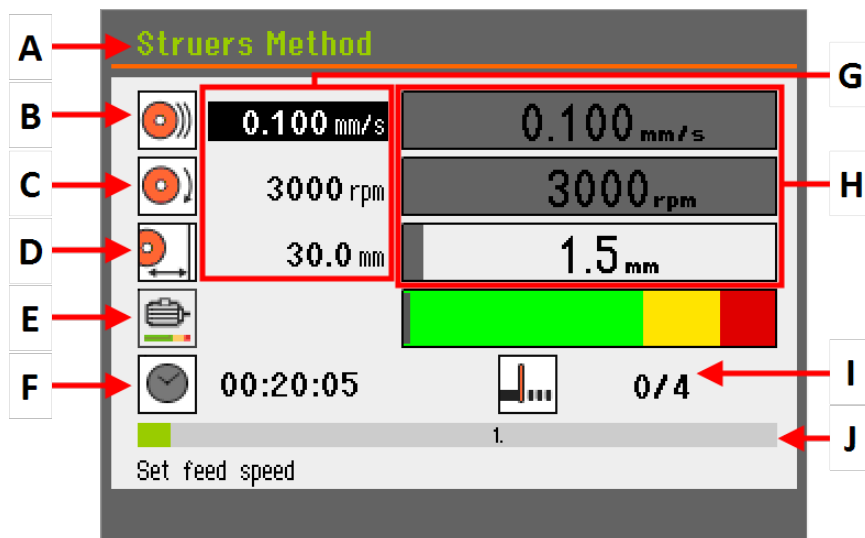 A
Struers Method
G
B
0.100 mm/s
0.100 mm/s
C
3000 rpm
3000 rpm
H
D
30.0 mm
1.5 mm
E
F
00:20:05
0/4
I
1.
J
Set feed speed